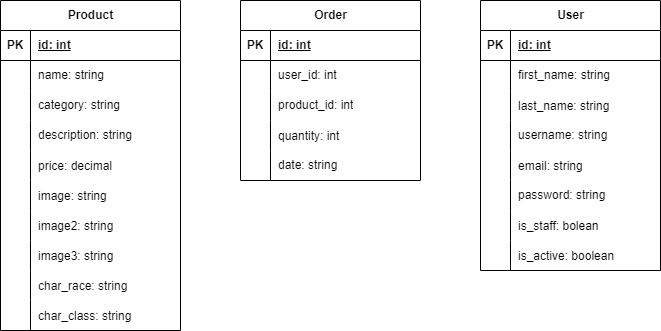 Product
PK id: int
name: string
category: string
description: string
price: decimal
image: string
image2: string
image3: string
char_race: string
char_class: string
Order
PK id: int
user_id: int
product_id: int
quantity: int
date: string
User
PK id: int
first_name: string
last_name: string
username: string
email: string
password: string
is_staff: bolean
is_active: boolean